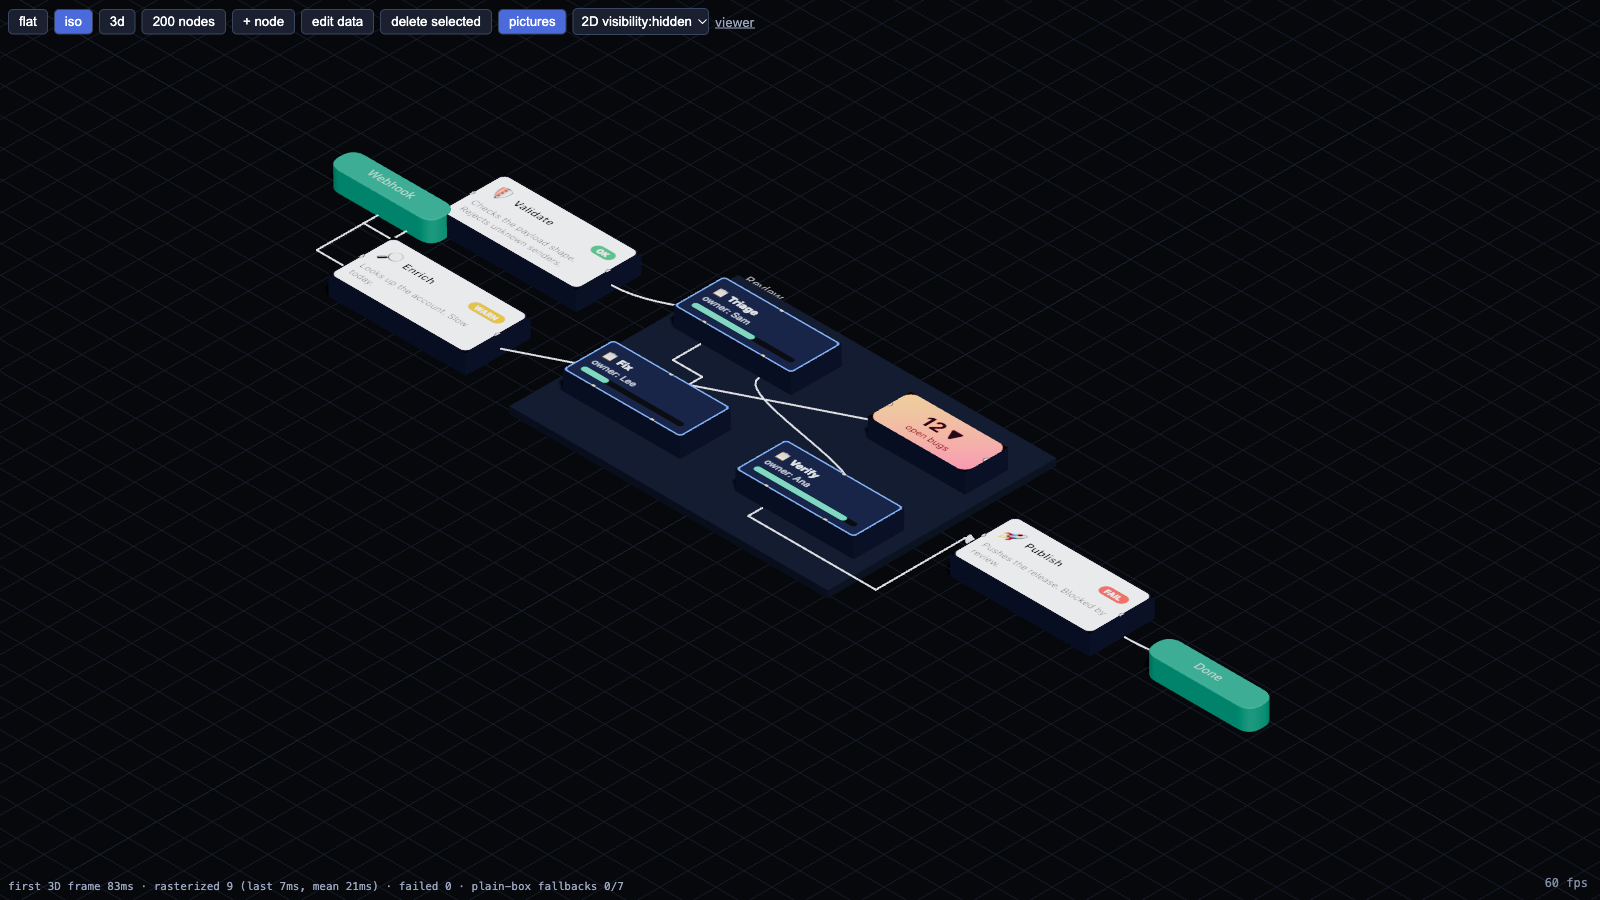 flat iso 3d 200 nodes + node edit data delete selected pictures 2D visibility:hidden viewer
Webhook
Validate
Checks the payload shape.
Rejects unknown senders.
OK
Enrich
Looks up the account. Slow
today.
WARN
Review
Triage
owner: Sam
Fix
owner: Lee
12 ▼
open bugs
Verify
owner: Ana
Publish
Pushes the release. Blocked by
review.
FAIL
Done
first 3D frame 83ms · rasterized 9 (last 7ms, mean 21ms) · failed 0 · plain-box fallbacks 0/7
60 fps